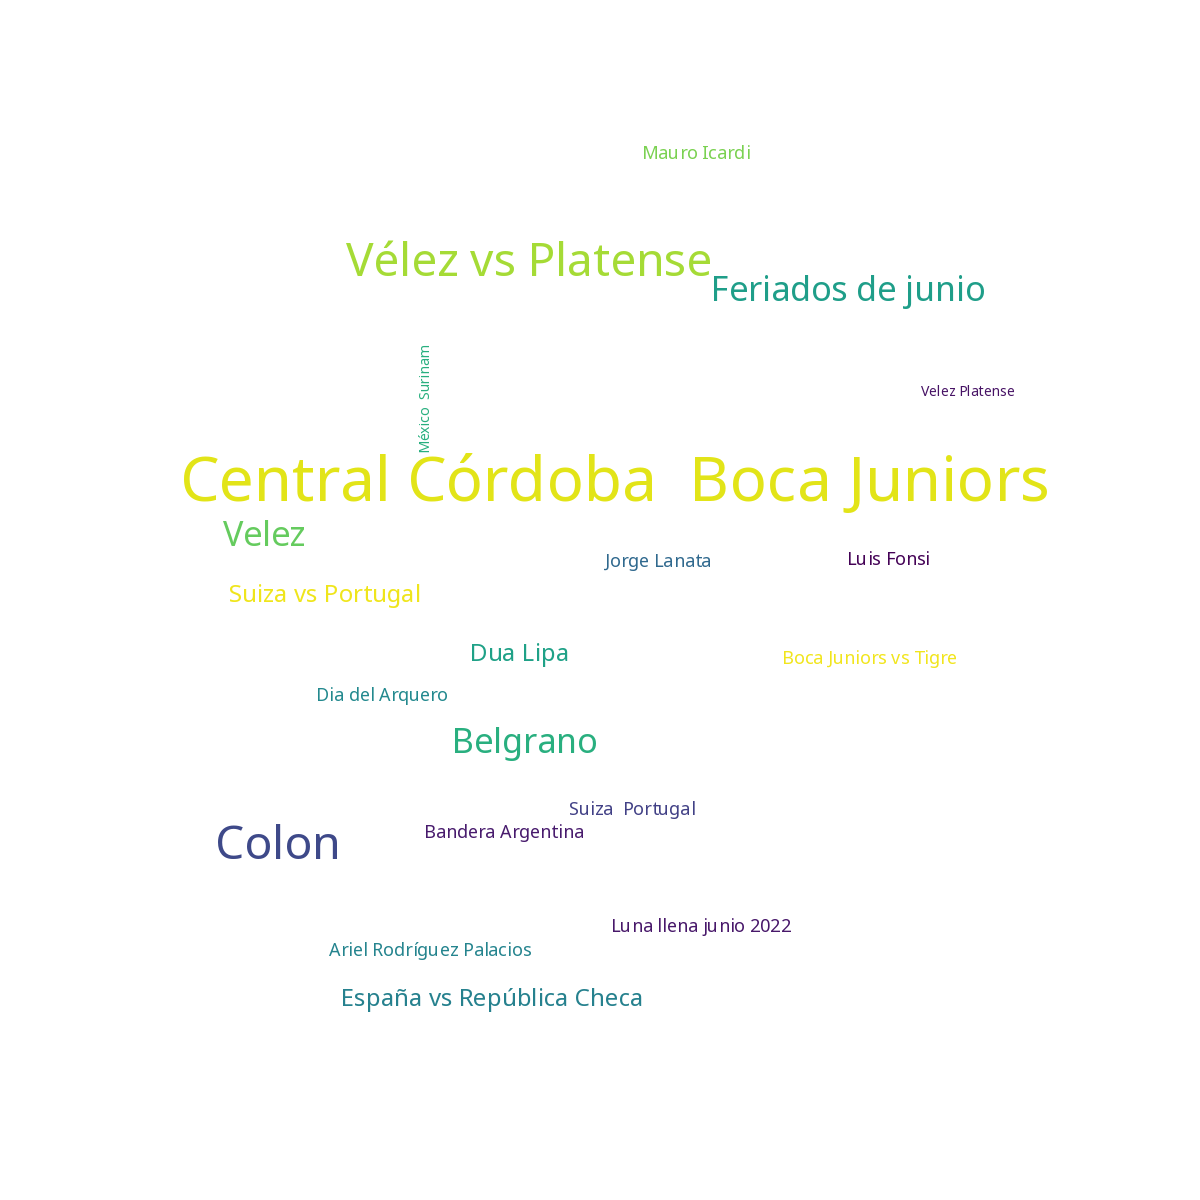 Mauro Icardi
Vélez vs Platense
Feriados de junio
México  Surinam
Velez Platense
Central Córdoba  Boca Juniors
Velez
Jorge Lanata
Luis Fonsi
Suiza vs Portugal
Dua Lipa
Boca Juniors vs Tigre
Dia del Arquero
Belgrano
Suiza  Portugal
Bandera Argentina
Colon
Luna llena junio 2022
Ariel Rodríguez Palacios
España vs República Checa